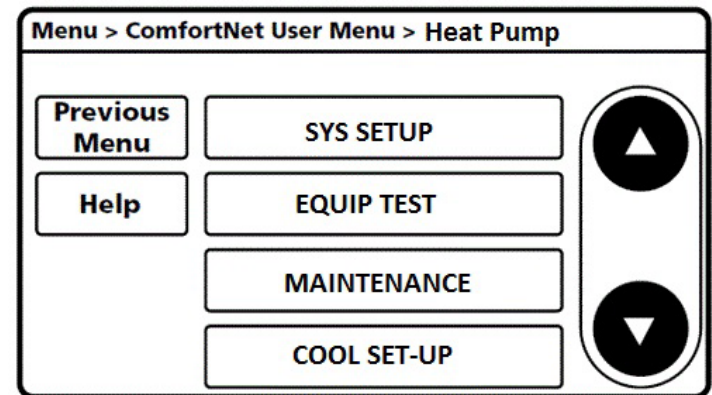 Menu > ComfortNet User Menu > Heat Pump
Previous
Menu
SYS SETUP
Help
EQUIP TEST
MAINTENANCE
COOL SET-UP